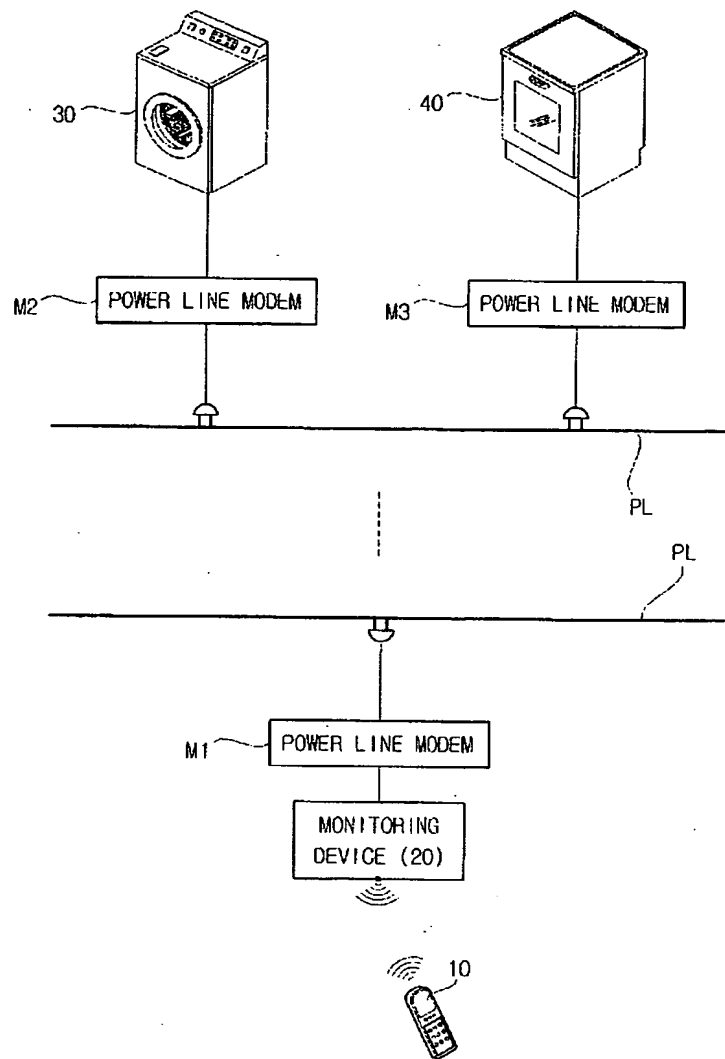 30
40
M2
POWER LINE MODEM
M3
POWER LINE MODEM
PL
PL
M1
POWER LINE MODEM
MONITORING
DEVICE (20)
10